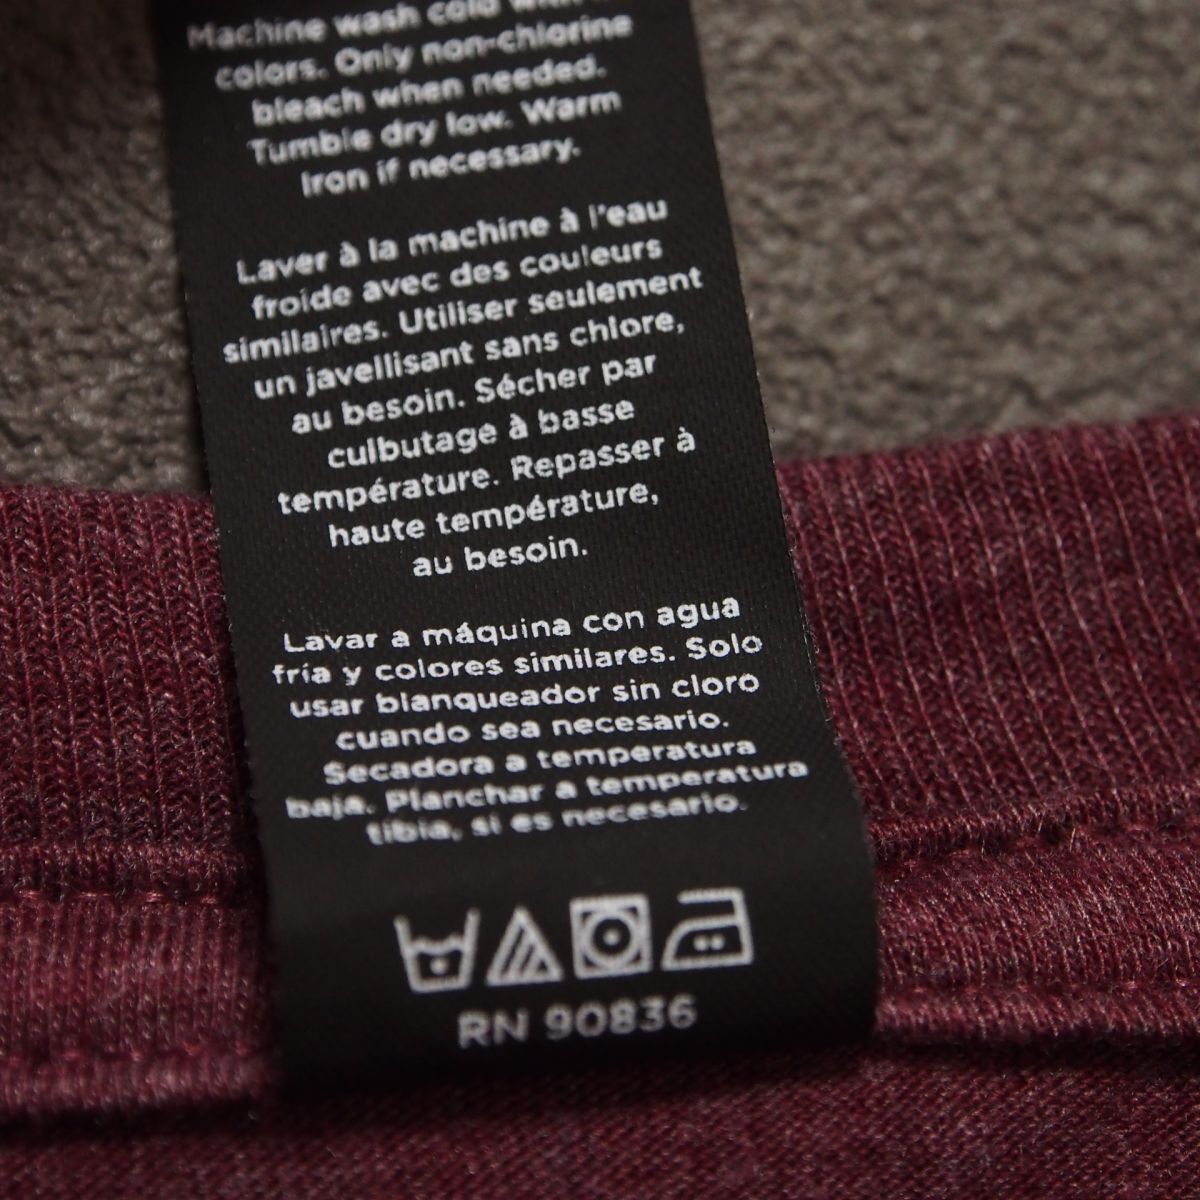 Machine wash cold with
colors. Only non-chlorine
bleach when needed.
Tumble dry low. Warm
Iron if necessary.
Laver à la machine à l'eau
froide avec des couleurs
similaires. Utiliser seulement
un javellisant sans chlore,
au besoin. Sécher par
culbutage à basse
température. Repasser à
haute température,
au besoin.
Lavar a máquina con agua
fría y colores similares. Solo
usar blanqueador sin cloro
cuando sea necesario.
Secadora a temperatura
baja. Planchar a temperatura
tibia, si es necesario.
RN 90836